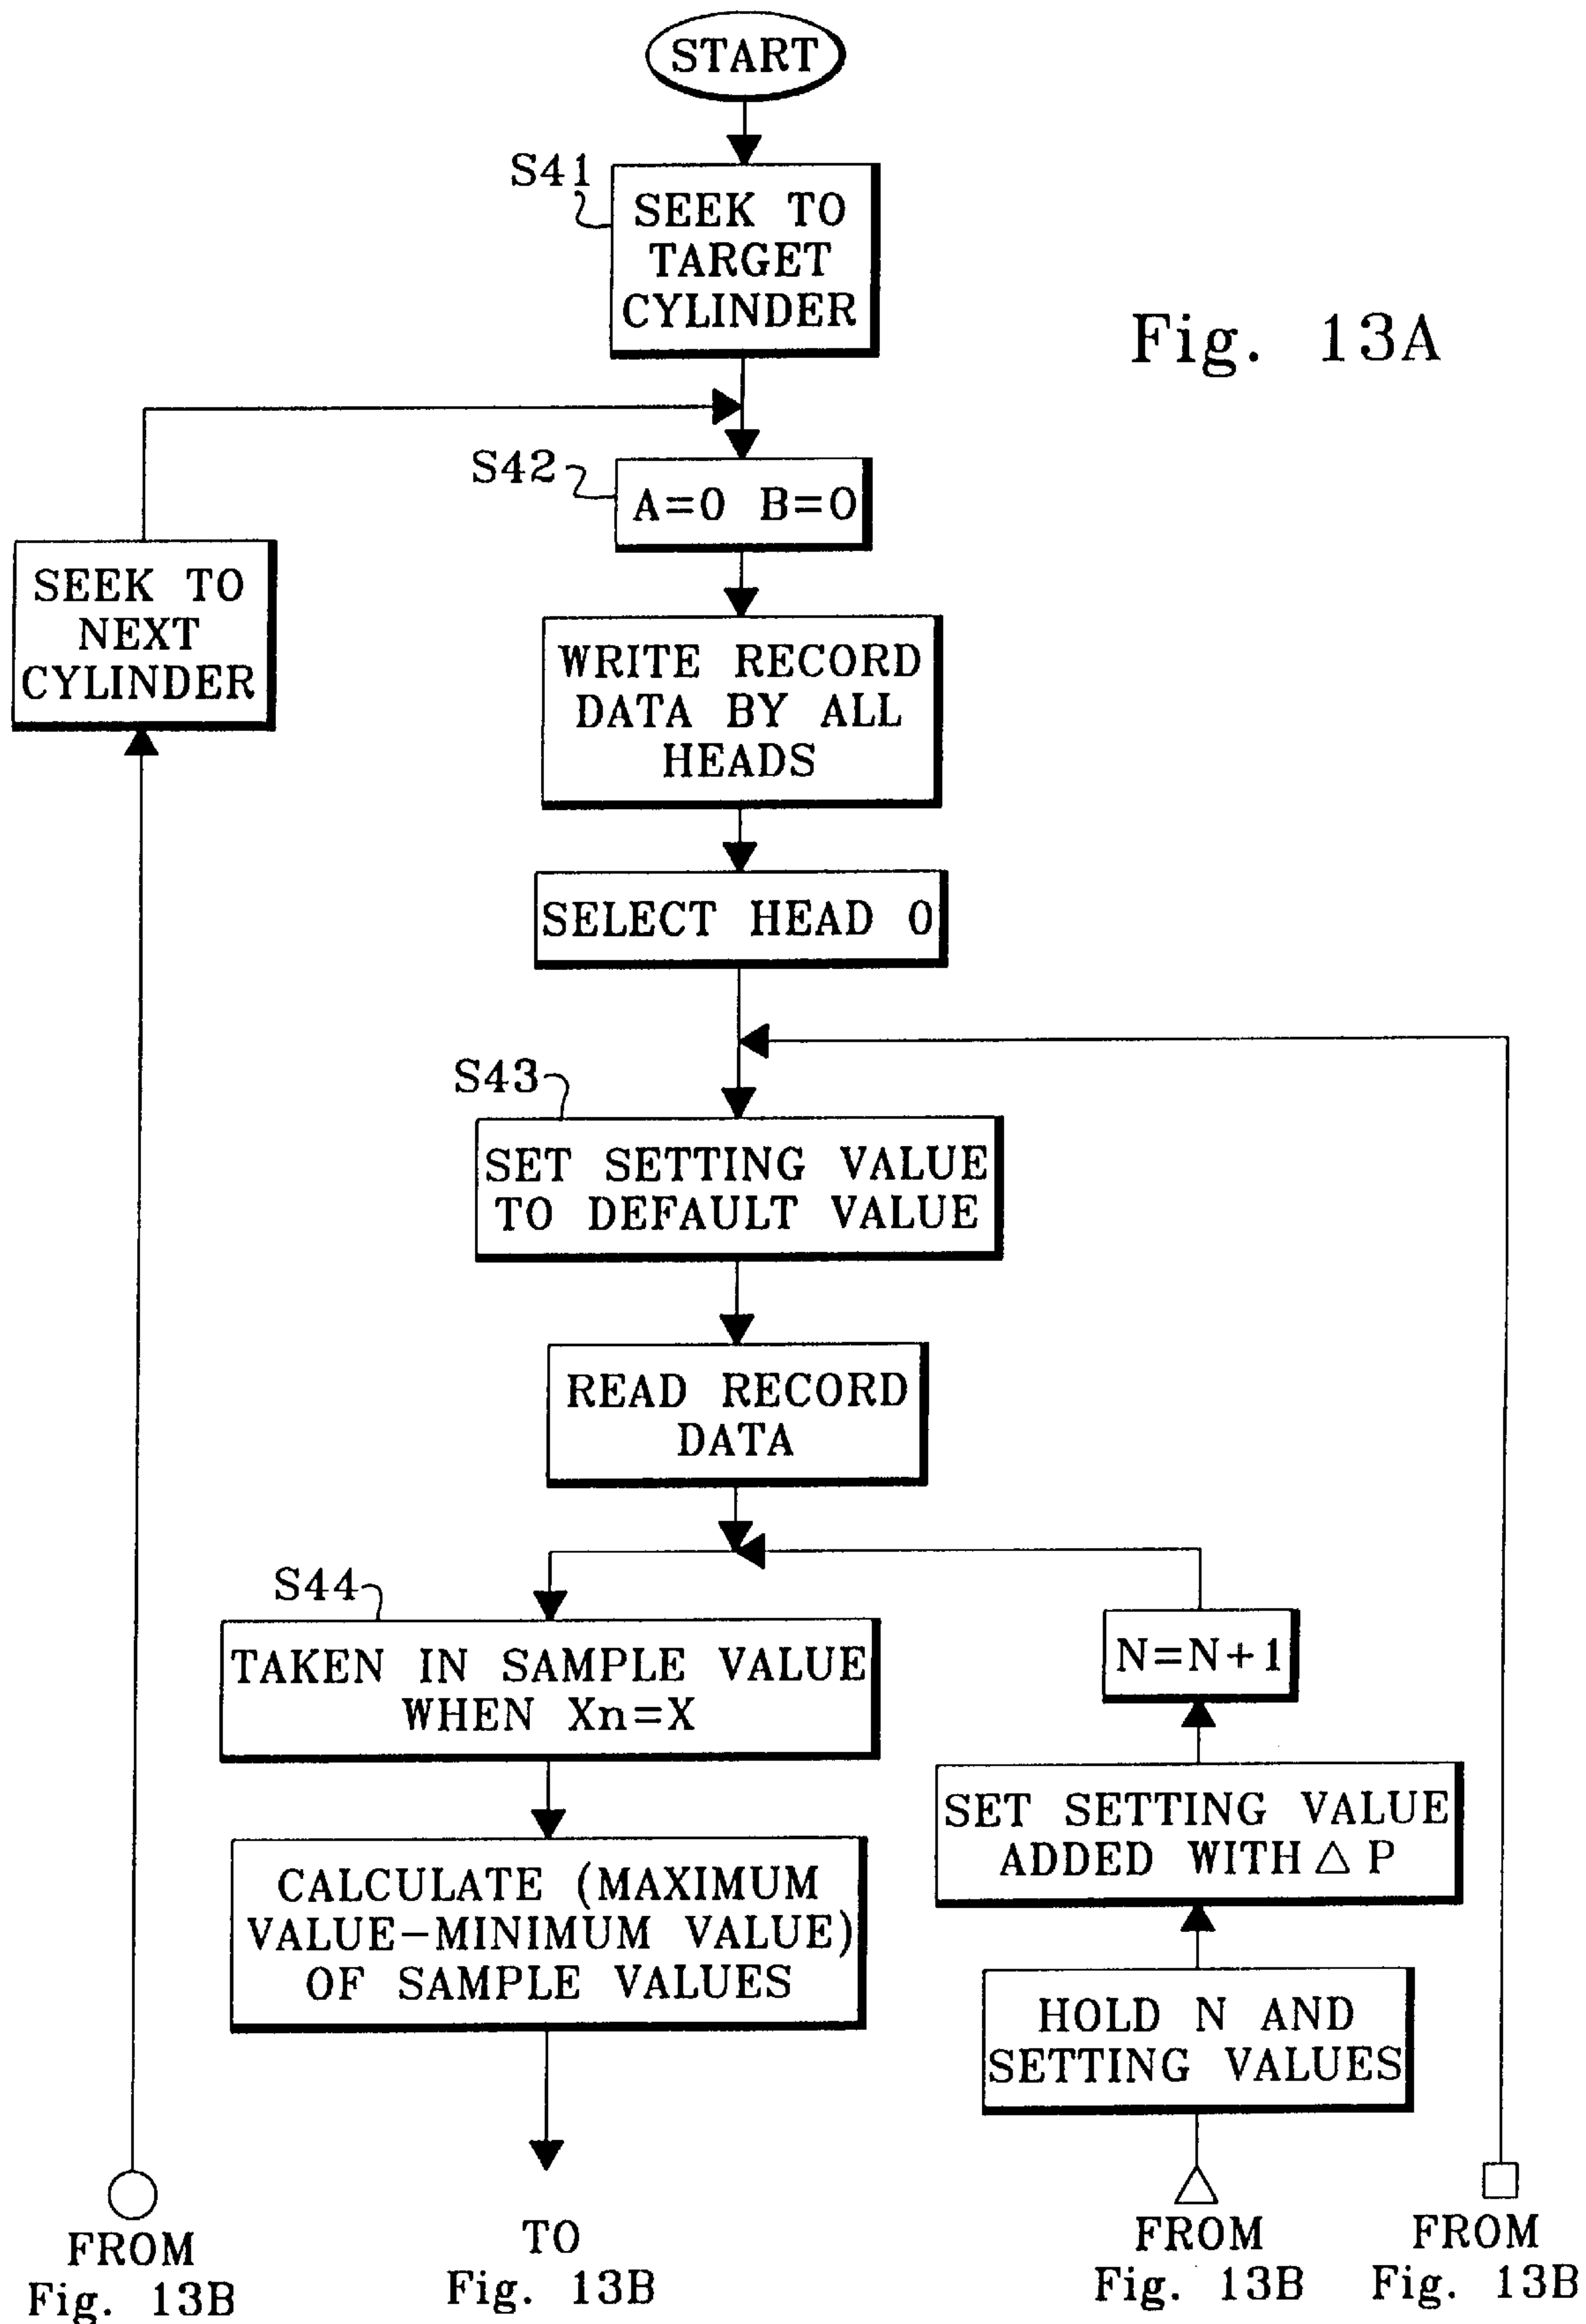 START
S41
SEEK TO
TARGET
CYLINDER
Fig. 13A
S42
A=0 B=0
SEEK TO
NEXT
CYLINDER
WRITE RECORD
DATA BY ALL
HEADS
SELECT HEAD 0
S43
SET SETTING VALUE
TO DEFAULT VALUE
READ RECORD
DATA
S44
TAKEN IN SAMPLE VALUE
WHEN Xn=X
N=N+1
SET SETTING VALUE
ADDED WITH △ P
CALCULATE (MAXIMUM
VALUE-MINIMUM VALUE)
OF SAMPLE VALUES
HOLD N AND
SETTING VALUES
FROM
Fig. 13B
TO
Fig. 13B
FROM
Fig. 13B
FROM
Fig. 13B